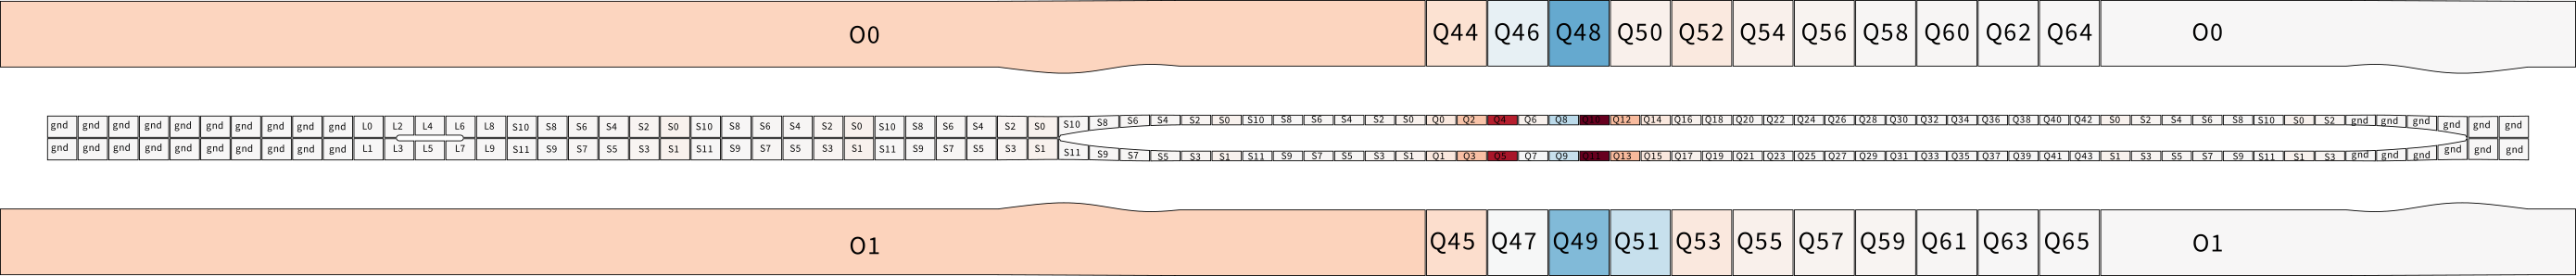 O0 Q44 Q46 Q48 Q50 Q52 Q54 Q56 Q58 Q60 Q62 Q64 O0
gnd gnd gnd gnd gnd gnd gnd gnd gnd gnd L0 L2 L4 L6 L8 S10 S8 S6 S4 S2 S0 S10 S8 S6 S4 S2 S0 S10 S8 S6 S4 S2 S0 S10 S8 S6 S4 S2 S0 S10 S8 S6 S4 S2 S0 Q0 Q2 Q4 Q6 Q8 Q10 Q12 Q14 Q16 Q18 Q20 Q22 Q24 Q26 Q28 Q30 Q32 Q34 Q36 Q38 Q40 Q42 S0 S2 S4 S6 S8 S10 S0 S2 gnd gnd gnd gnd gnd gnd
gnd gnd gnd gnd gnd gnd gnd gnd gnd gnd L1 L3 L5 L7 L9 S11 S9 S7 S5 S3 S1 S11 S9 S7 S5 S3 S1 S11 S9 S7 S5 S3 S1 S11 S9 S7 S5 S3 S1 S11 S9 S7 S5 S3 S1 Q1 Q3 Q5 Q7 Q9 Q11 Q13 Q15 Q17 Q19 Q21 Q23 Q25 Q27 Q29 Q31 Q33 Q35 Q37 Q39 Q41 Q43 S1 S3 S5 S7 S9 S11 S1 S3 gnd gnd gnd gnd gnd gnd
O1 Q45 Q47 Q49 Q51 Q53 Q55 Q57 Q59 Q61 Q63 Q65 O1